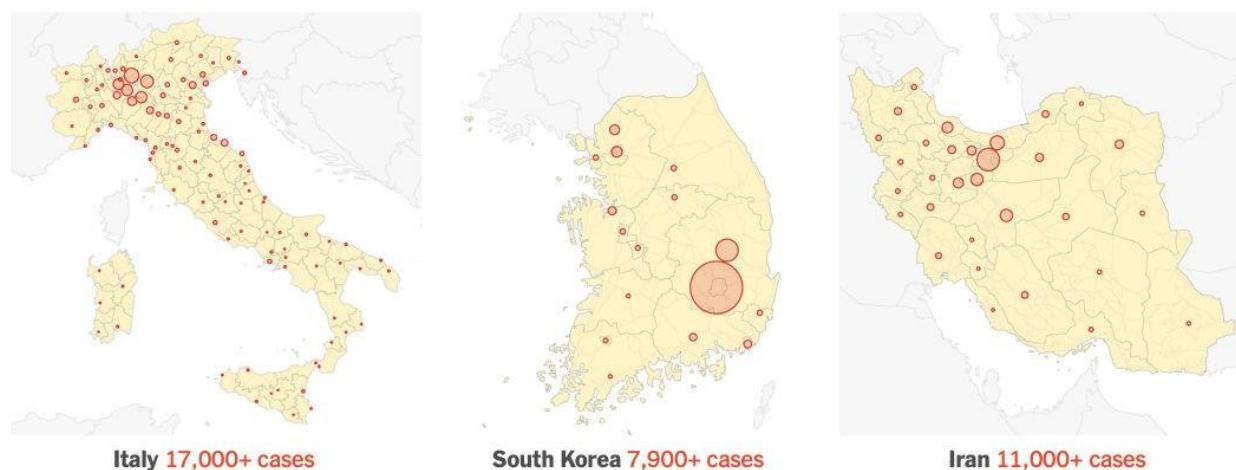 Italy 17,000+ cases
South Korea 7,900+ cases
Iran 11,000+ cases